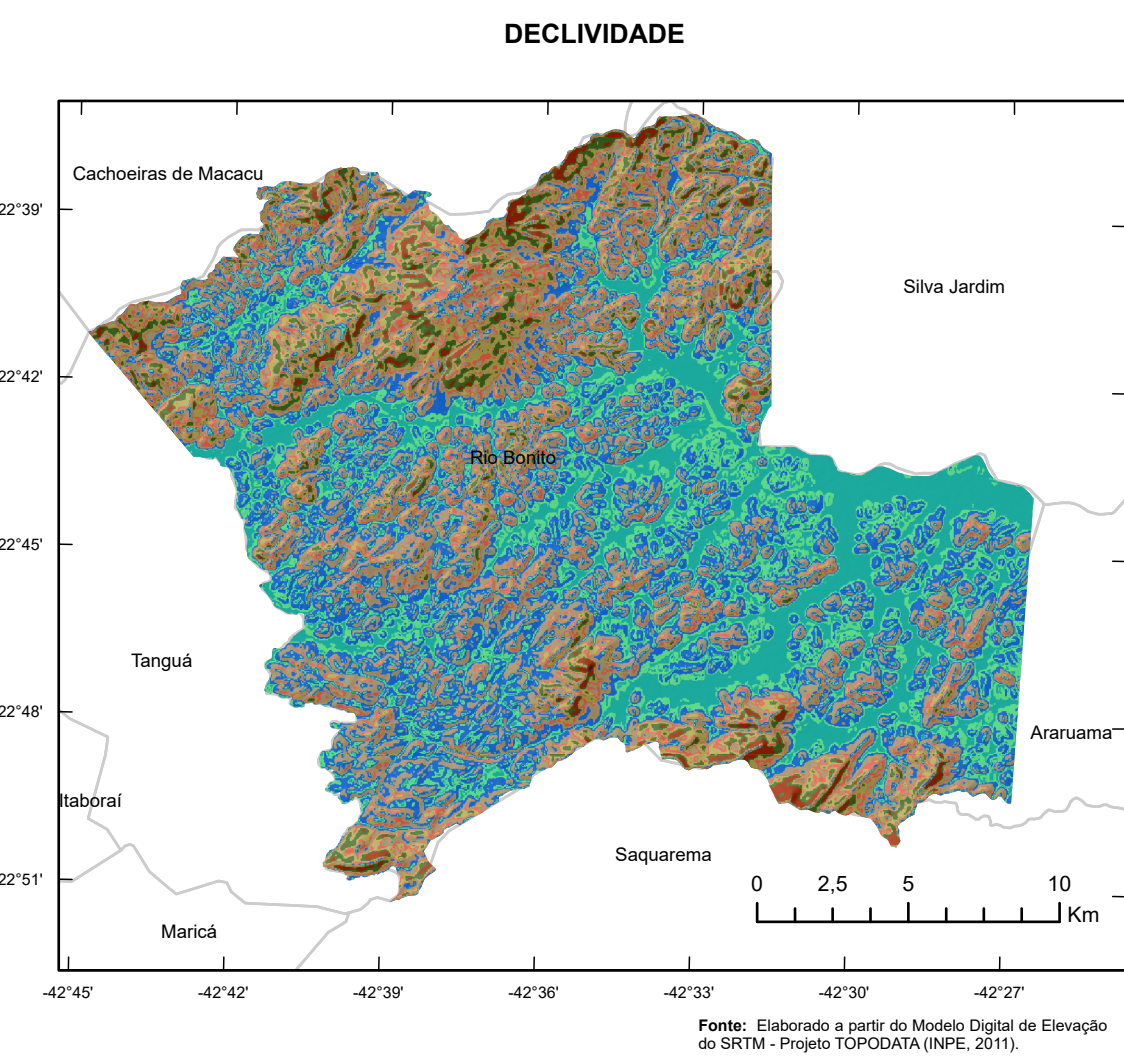 DECLIVIDADE
Cachoeiras de Macacu
22°39'
Silva Jardim
22°42'
Rio Bonito
22°45'
Tanguá
22°48'
Araruama
Itaboraí
Saquarema
22°51'
0 2,5 5 10
Km
Maricá
-42°45' -42°42' -42°39' -42°36' -42°33' -42°30' -42°27'
Fonte: Elaborado a partir do Modelo Digital de Elevação
do SRTM - Projeto TOPODATA (INPE, 2011).